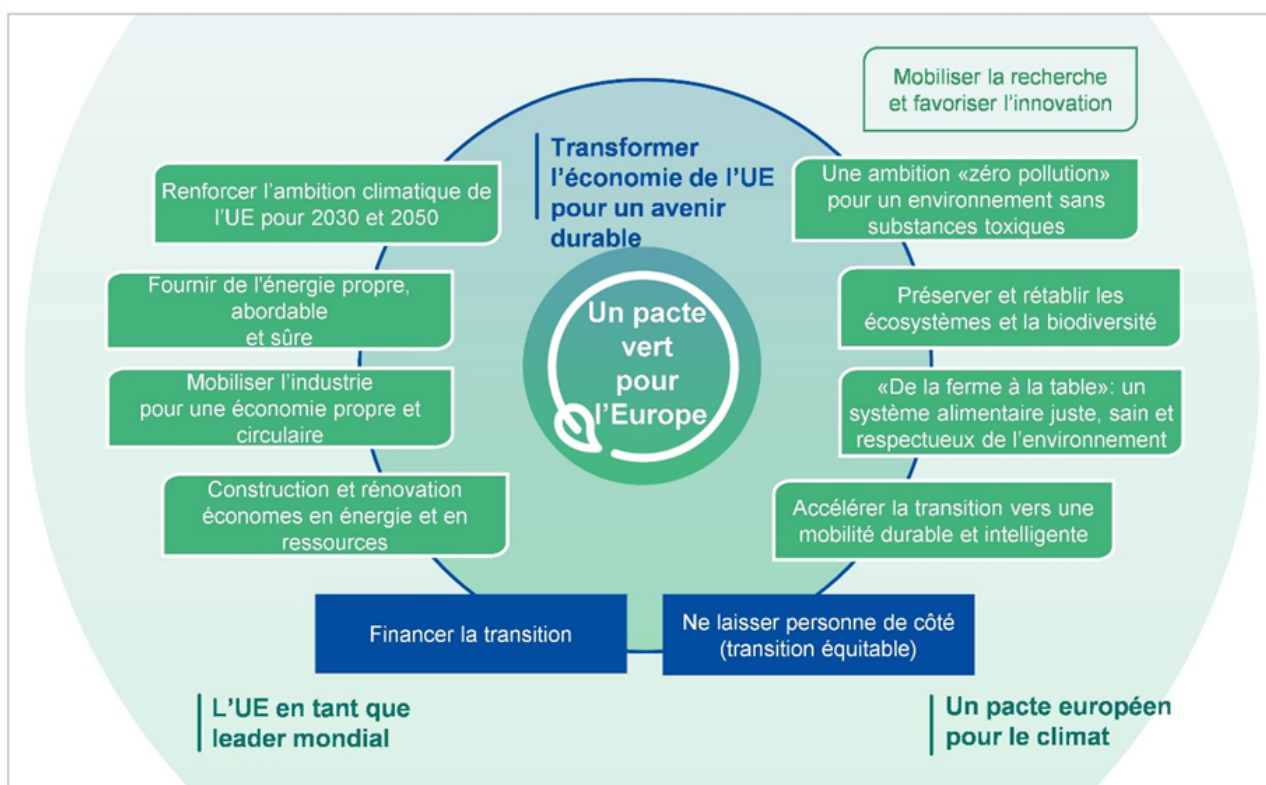 Mobiliser la recherche
et favoriser l’innovation
Transformer
l’économie de l’UE
pour un avenir
durable
Renforcer l’ambition climatique de
l’UE pour 2030 et 2050
Fournir de l'énergie propre,
abordable
et sûre
Mobiliser l’industrie
pour une économie propre et
circulaire
Construction et rénovation
économes en énergie et en
ressources
Un pacte
vert
pour
l’Europe
Une ambition «zéro pollution»
pour un environnement sans
substances toxiques
Préserver et rétablir les
écosystèmes et la biodiversité
«De la ferme à la table»: un
système alimentaire juste, sain et
respectueux de l’environnement
Accélérer la transition vers une
mobilité durable et intelligente
Financer la transition
Ne laisser personne de côté
(transition équitable)
L’UE en tant que
leader mondial
Un pacte européen
pour le climat